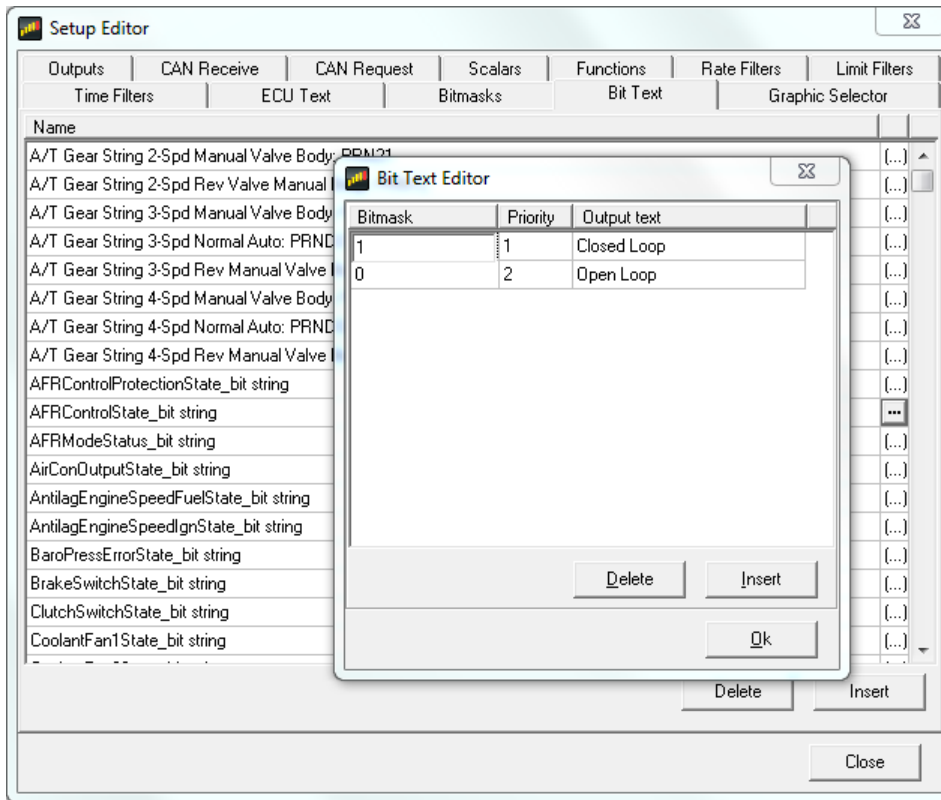 Setup Editor
Outputs CAN Receive CAN Request Scalars Functions Rate Filters Limit Filters
Time Filters ECU Text Bitmasks Bit Text Graphic Selector
Name
A/T Gear String 2-Spd Manual Valve Body: PRN21 (...)
A/T Gear String 2-Spd Rev Valve Manual (...)
A/T Gear String 3-Spd Manual Valve Body (...)
A/T Gear String 3-Spd Normal Auto: PRND (...)
A/T Gear String 3-Spd Rev Manual Valve (...)
A/T Gear String 4-Spd Manual Valve Body (...)
A/T Gear String 4-Spd Normal Auto: PRND (...)
A/T Gear String 4-Spd Rev Manual Valve (...)
AFRControlProtectionState_bit string (...)
AFRControlState_bit string ...
AFRModeStatus_bit string (...)
AirConOutputState_bit string (...)
AntilagEngineSpeedFuelState_bit string (...)
AntilagEngineSpeedIgnState_bit string (...)
BaroPressErrorState_bit string (...)
BrakeSwitchState_bit string (...)
ClutchSwitchState_bit string (...)
CoolantFan1State_bit string (...)
Bit Text Editor
Bitmask Priority Output text
1 1 Closed Loop
0 2 Open Loop
Delete Insert
Ok
Delete Insert
Close